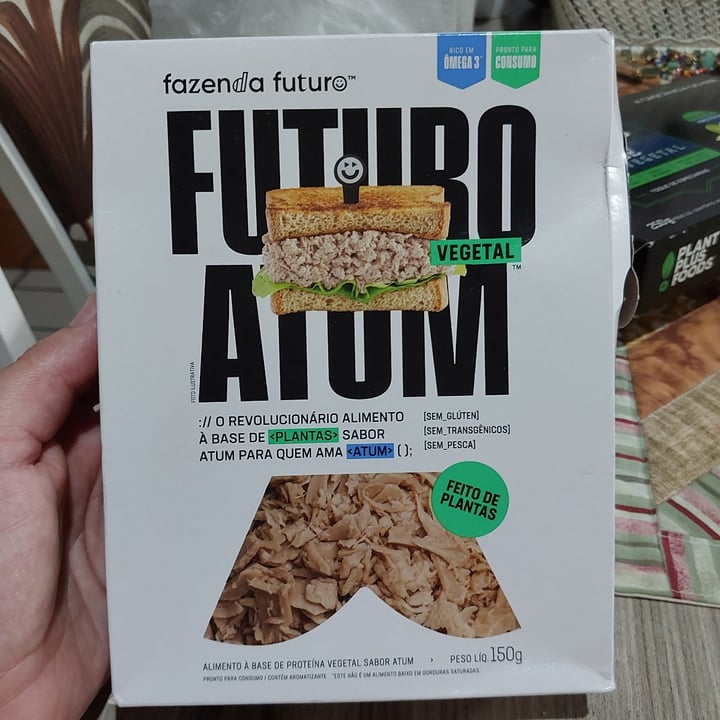 fazenda futuro™
RICO EM
ÔMEGA 3*
PRONTO PARA
CONSUMO
FUTURO
VEGETAL™
ATUM
FOTO ILUSTRATIVA
:// O REVOLUCIONÁRIO ALIMENTO
À BASE DE <PLANTAS> SABOR
ATUM PARA QUEM AMA <ATUM> ( );
[SEM_GLÚTEN]
[SEM_TRANSGÊNICOS]
[SEM_PESCA]
FEITO DE
PLANTAS
ALIMENTO À BASE DE PROTEÍNA VEGETAL SABOR ATUM › PESO LÍQ. 150g
PRONTO PARA CONSUMO / CONTÉM AROMATIZANTE *ESTE NÃO É UM ALIMENTO BAIXO EM GORDURAS SATURADAS
VEGETAL
250g
PLANT
PLUS
FOODS